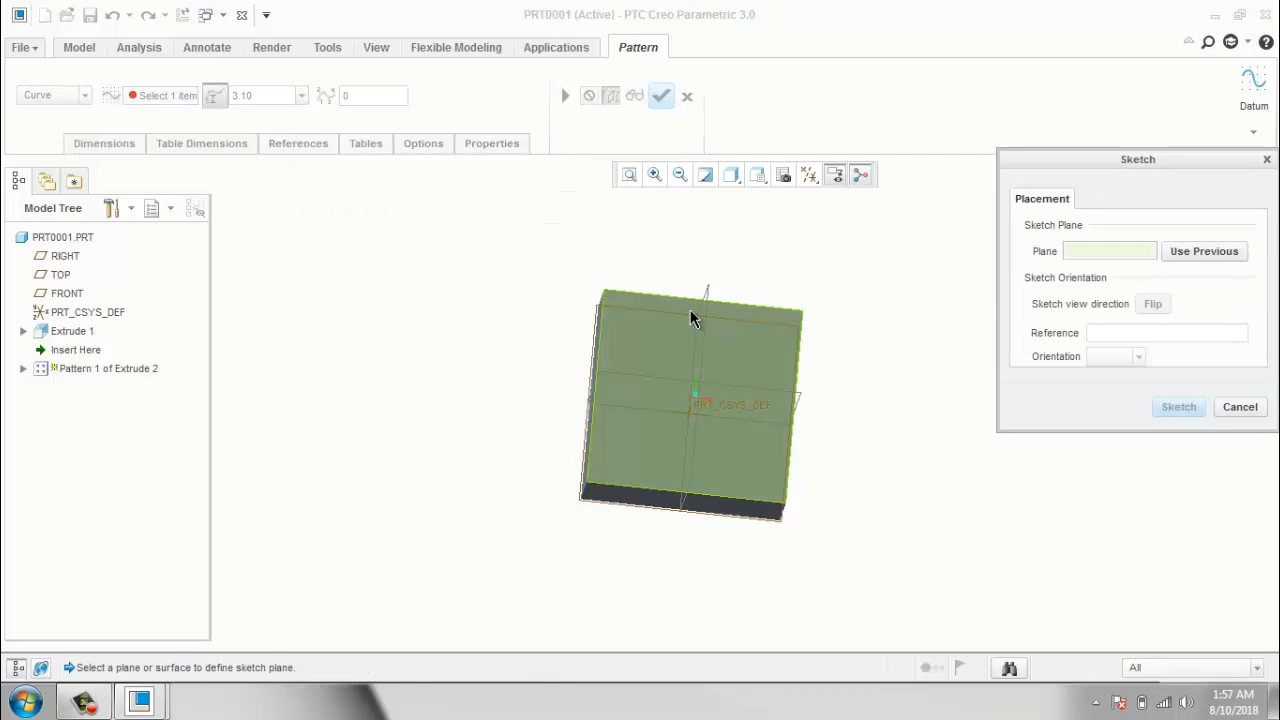 PRT0001 (Active) - PTC Creo Parametric 3.0
File Model Analysis Annotate Render Tools View Flexible Modeling Applications Pattern
Curve Select 1 item 3.10 0
Datum
Dimensions Table Dimensions References Tables Options Properties
Sketch
Model Tree
Placement
Sketch Plane
Plane Use Previous
Sketch Orientation
Sketch view direction Flip
Reference
Orientation
Sketch Cancel
PRT0001.PRT
RIGHT
TOP
FRONT
PRT_CSYS_DEF
Extrude 1
Insert Here
Pattern 1 of Extrude 2
PRT_CSYS_DEF
Select a plane or surface to define sketch plane.
All
1:57 AM
8/10/2018